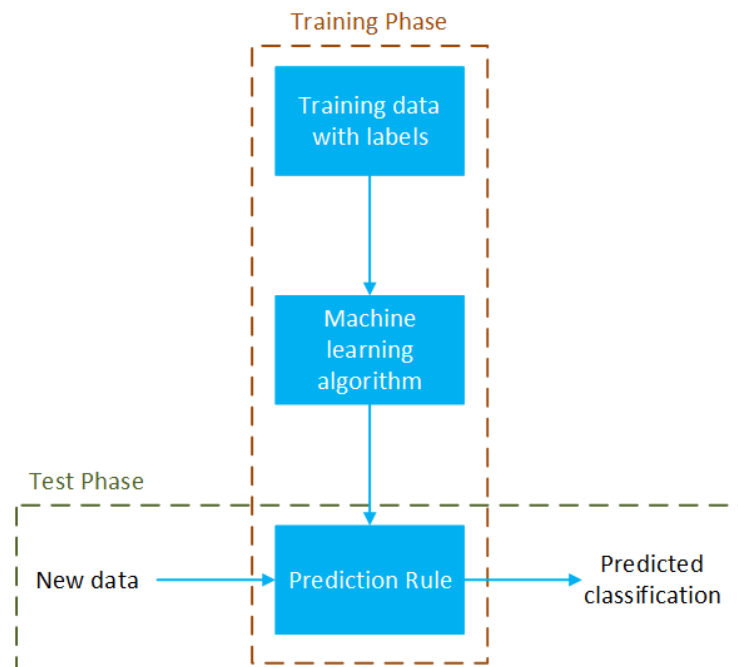 Training Phase
Training data
with labels
Machine
learning
algorithm
Test Phase
New data
Prediction Rule
Predicted
classification